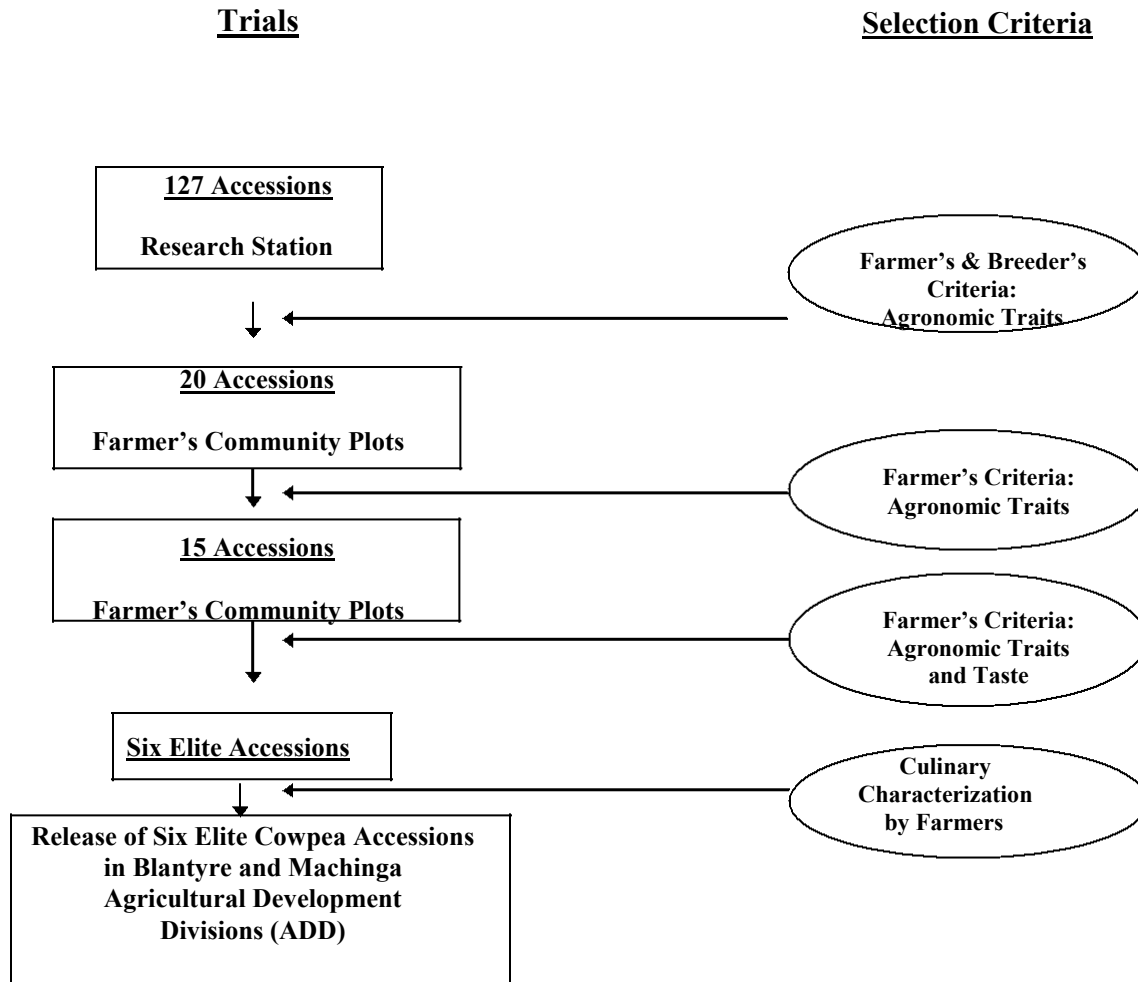 Trials
Selection Criteria
127 Accessions
Research Station
Farmer’s & Breeder’s
Criteria:
Agronomic Traits
20 Accessions
Farmer’s Community Plots
Farmer’s Criteria:
Agronomic Traits
15 Accessions
Farmer’s Community Plots
Farmer’s Criteria:
Agronomic Traits
and Taste
Six Elite Accessions
Culinary
Characterization
by Farmers
Release of Six Elite Cowpea Accessions
in Blantyre and Machinga
Agricultural Development
Divisions (ADD)